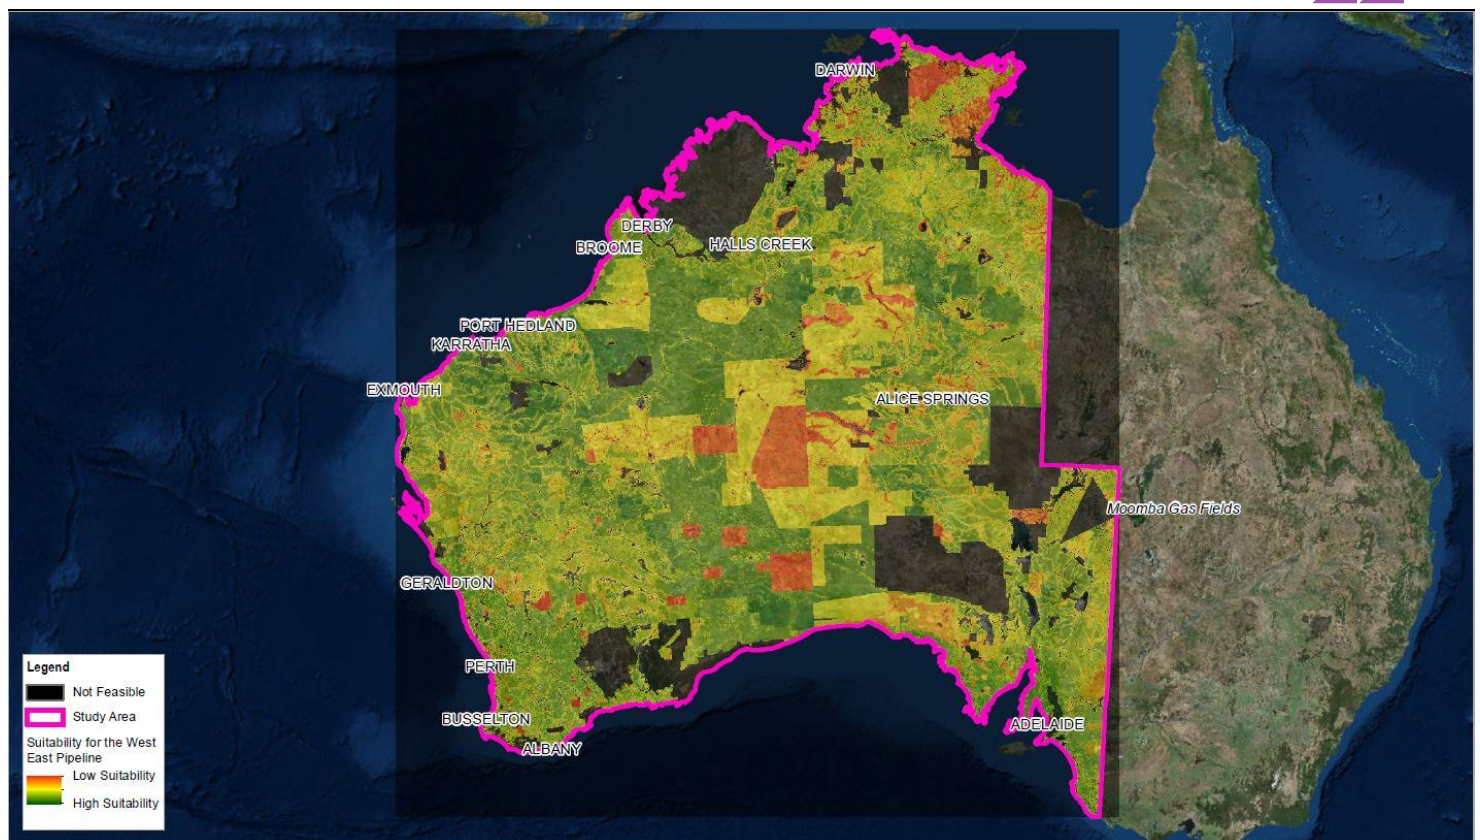 DARWIN
DERBY
BROOME
HALLS CREEK
PORT HEDLAND
KARRATHA
EXMOUTH
ALICE SPRINGS
Moomba Gas Fields
GERALDTON
PERTH
BUSSELTON
ADELAIDE
ALBANY
Legend
Not Feasible
Study Area
Suitability for the West
East Pipeline
Low Suitability
High Suitability